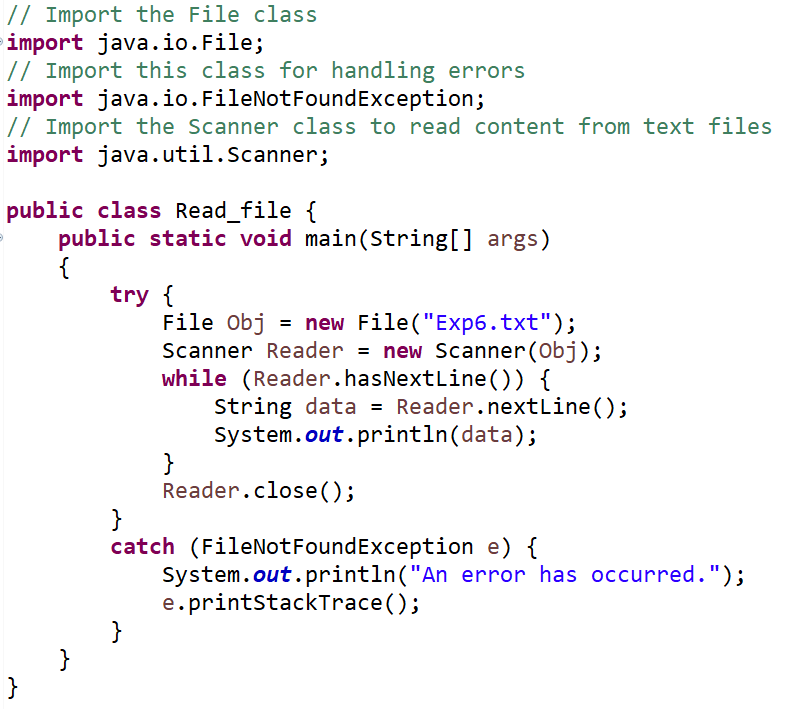 // Import the File class
import java.io.File;
// Import this class for handling errors
import java.io.FileNotFoundException;
// Import the Scanner class to read content from text files
import java.util.Scanner;

public class Read_file {
    public static void main(String[] args)
    {
        try {
            File Obj = new File("Exp6.txt");
            Scanner Reader = new Scanner(Obj);
            while (Reader.hasNextLine()) {
                String data = Reader.nextLine();
                System.out.println(data);
            }
            Reader.close();
        }
        catch (FileNotFoundException e) {
            System.out.println("An error has occurred.");
            e.printStackTrace();
        }
    }
}